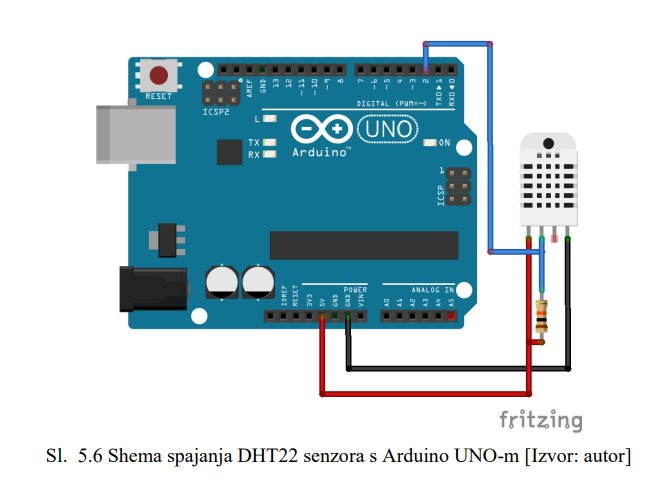 RESET
ICSP2
AREF
GND
13
12
~11
~10
~9
8
7
~6
~5
4
~3
2
TXD▶1
RXD◀0
DIGITAL (PWM=~)
L
TX
RX
Arduino™
UNO
ON
1
ICSP
IOREF
RESET
3V3
5V
GND
GND
VIN
POWER
ANALOG IN
A0
A1
A2
A3
A4
A5
fritzing
Sl. 5.6 Shema spajanja DHT22 senzora s Arduino UNO-m [Izvor: autor]